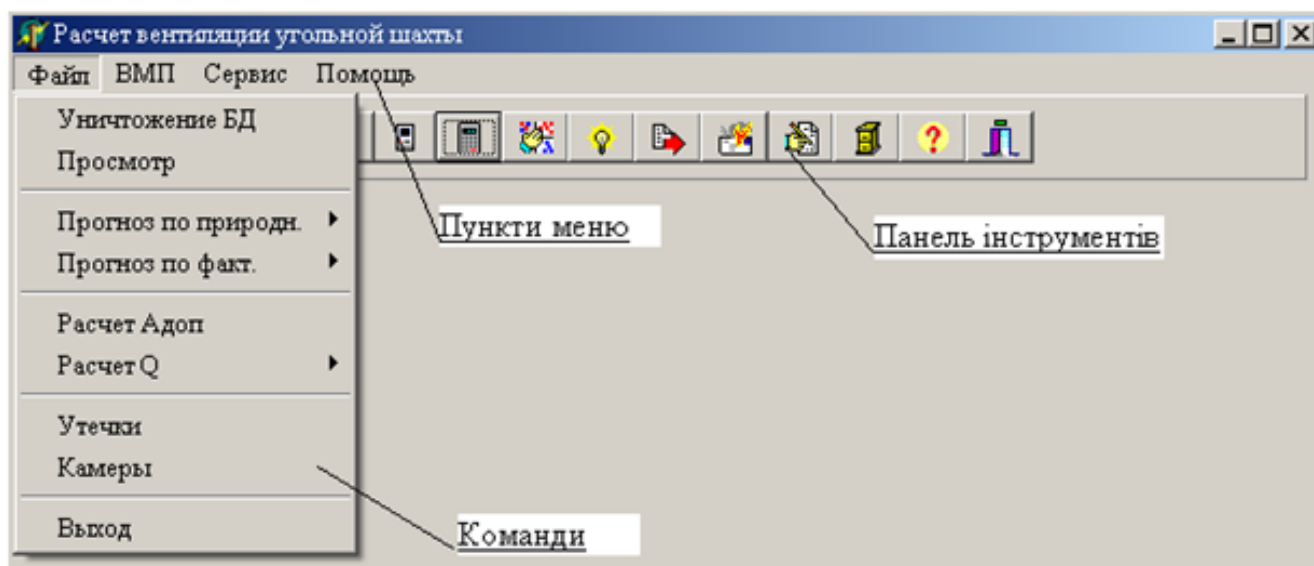 Расчет вентиляции угольной шахты
Файл ВМП Сервис Помощь
Уничтожение БД
Просмотр
Прогноз по природн.
Прогноз по факт.
Расчет Адоп
Расчет Q
Утечки
Камеры
Выход
Пункти меню
Панель інструментів
Команди